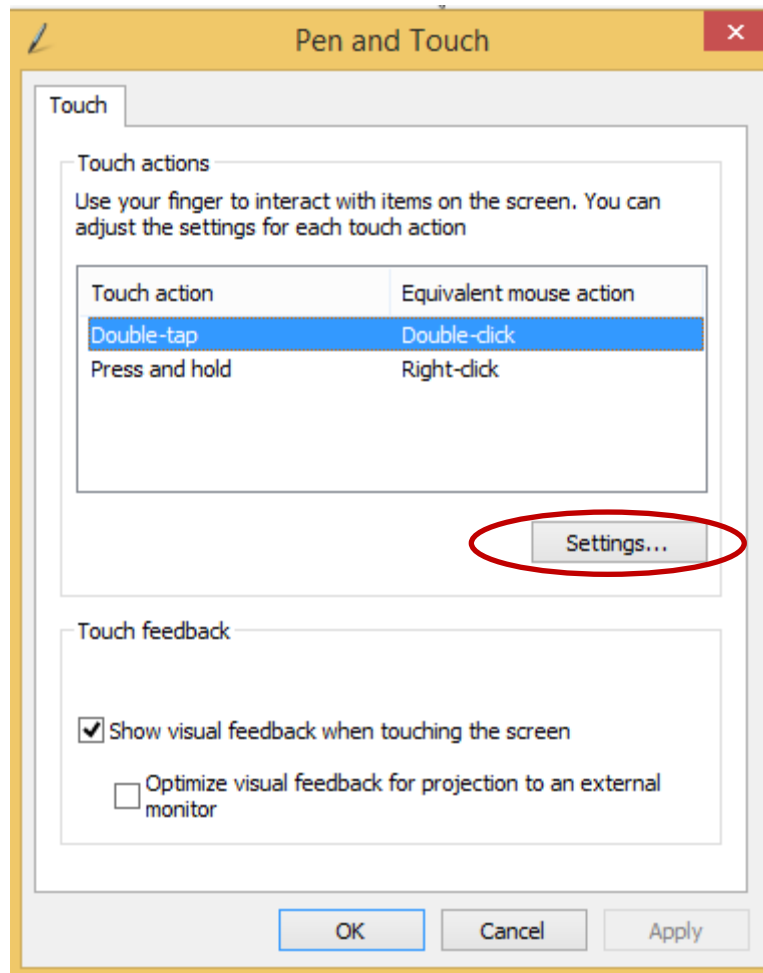 Pen and Touch
Touch
Touch actions
Use your finger to interact with items on the screen. You can
adjust the settings for each touch action
Touch action Equivalent mouse action
Double-tap Double-click
Press and hold Right-click
Settings...
Touch feedback
Show visual feedback when touching the screen
Optimize visual feedback for projection to an external
monitor
OK Cancel Apply